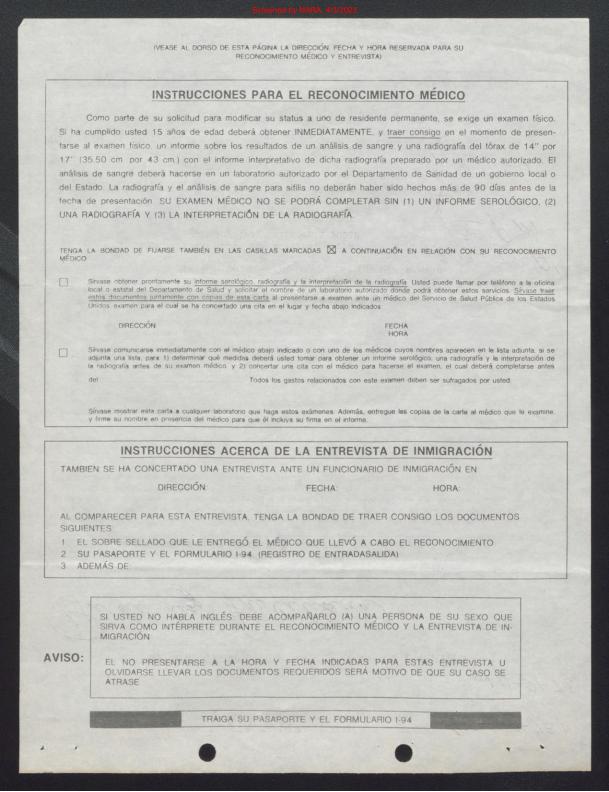 Scanned by NARA, 4/3/2023
(VEASE AL DORSO DE ESTA PÁGINA LA DIRECCIÓN, FECHA Y HORA RESERVADA PARA SU
RECONOCIMIENTO MÉDICO Y ENTREVISTA)
INSTRUCCIONES PARA EL RECONOCIMIENTO MÉDICO
Como parte de su solicitud para modificar su status a uno de residente permanente, se exige un examen físico.
Si ha cumplido usted 15 años de edad deberá obtener INMEDIATAMENTE, y traer consigo en el momento de presen-
tarse al examen físico, un informe sobre los resultados de un análisis de sangre y una radiografía del tórax de 14" por
17" (35.50 cm. por 43 cm.) con el informe interpretativo de dicha radiografía preparado por un médico autorizado. El
análisis de sangre deberá hacerse en un laboratorio autorizado por el Departamento de Sanidad de un gobierno local o
del Estado. La radiografía y el análisis de sangre para sífilis no deberán haber sido hechos más de 90 días antes de la
fecha de presentación. SU EXAMEN MÉDICO NO SE PODRÁ COMPLETAR SIN (1) UN INFORME SEROLÓGICO, (2)
UNA RADIOGRAFÍA Y (3) LA INTERPRETACIÓN DE LA RADIOGRAFÍA.
TENGA LA BONDAD DE FIJARSE TAMBIÉN EN LAS CASILLAS MARCADAS ☒ A CONTINUACIÓN EN RELACIÓN CON SU RECONOCIMIENTO
MÉDICO
☐ Sírvase obtener prontamente su informe serológico, radiografía y la interpretación de la radiografía. Usted puede llamar por teléfono a la oficina
local o estatal del Departamento de Salud y solicitar el nombre de un laboratorio autorizado donde podrá obtener estos servicios. Sírvase traer
estos documentos juntamente con copias de esta carta al presentarse a examen ante un médico del Servicio de Salud Pública de los Estados
Unidos, examen para el cual se ha concertado una cita en el lugar y fecha abajo indicados.
DIRECCIÓN FECHA
HORA
☐ Sírvase comunicarse inmediatamente con el médico abajo indicado o con uno de los médicos cuyos nombres aparecen en la lista adjunta, si se
adjunta una lista, para 1) determinar qué medidas deberá usted tomar para obtener un informe serológico, una radiografía y la interpretación de
la radiografía antes de su examen médico, y 2) concertar una cita con el médico para hacerse el examen, el cual deberá completarse antes
del Todos los gastos relacionados con este examen deben ser sufragados por usted.
Sírvase mostrar esta carta a cualquier laboratorio que haga estos exámenes. Además, entregue las copias de la carta al médico que le examine,
y firme su nombre en presencia del médico para que él incluya su firma en el informe.
INSTRUCCIONES ACERCA DE LA ENTREVISTA DE INMIGRACIÓN
TAMBIEN SE HA CONCERTADO UNA ENTREVISTA ANTE UN FUNCIONARIO DE INMIGRACIÓN EN
DIRECCIÓN: FECHA: HORA:
AL COMPARECER PARA ESTA ENTREVISTA, TENGA LA BONDAD DE TRAER CONSIGO LOS DOCUMENTOS
SIGUIENTES:
1 EL SOBRE SELLADO QUE LE ENTREGÓ EL MÉDICO QUE LLEVÓ A CABO EL RECONOCIMIENTO
2 SU PASAPORTE Y EL FORMULARIO I-94 (REGISTRO DE ENTRADASALIDA)
3 ADEMÁS DE:
SI USTED NO HABLA INGLÉS, DEBE ACOMPAÑARLO (A) UNA PERSONA DE SU SEXO QUE
SIRVA COMO INTÉRPRETE DURANTE EL RECONOCIMIENTO MÉDICO Y LA ENTREVISTA DE IN-
MIGRACIÓN
AVISO:
EL NO PRESENTARSE A LA HORA Y FECHA INDICADAS PARA ESTAS ENTREVISTA U
OLVIDARSE LLEVAR LOS DOCUMENTOS REQUERIDOS SERÁ MOTIVO DE QUE SU CASO SE
ATRASE
TRAIGA SU PASAPORTE Y EL FORMULARIO I-94